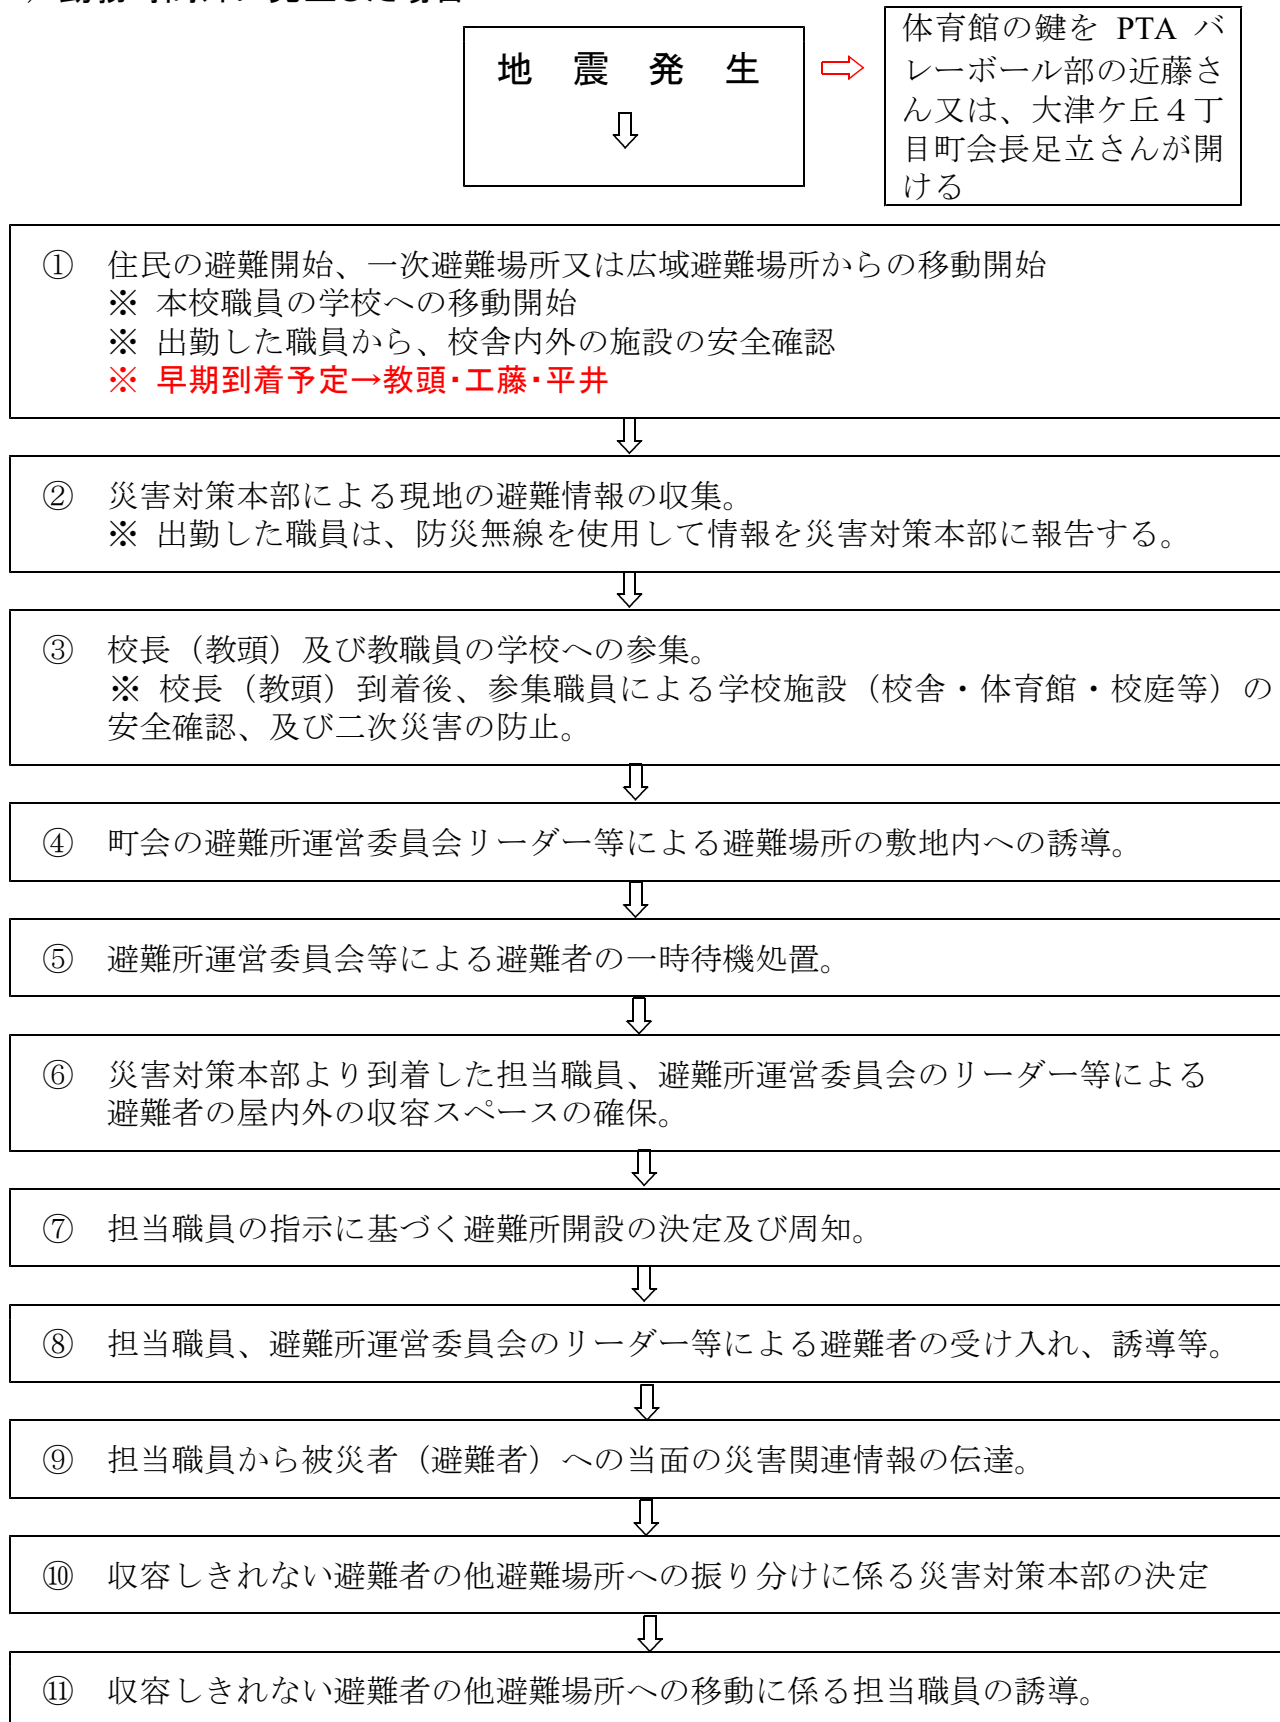 地　震　発　生
体育館の鍵を PTA バ
レーボール部の近藤さ
ん又は、大津ケ丘４丁
目町会長足立さんが開
ける
① 住民の避難開始、一次避難場所又は広域避難場所からの移動開始
※ 本校職員の学校への移動開始
※ 出勤した職員から、校舎内外の施設の安全確認
※ 早期到着予定→教頭・工藤・平井
② 災害対策本部による現地の避難情報の収集。
※ 出勤した職員は、防災無線を使用して情報を災害対策本部に報告する。
③ 校長（教頭）及び教職員の学校への参集。
※ 校長（教頭）到着後、参集職員による学校施設（校舎・体育館・校庭等）の
安全確認、及び二次災害の防止。
④ 町会の避難所運営委員会リーダー等による避難場所の敷地内への誘導。
⑤ 避難所運営委員会等による避難者の一時待機処置。
⑥ 災害対策本部より到着した担当職員、避難所運営委員会のリーダー等による
避難者の屋内外の収容スペースの確保。
⑦ 担当職員の指示に基づく避難所開設の決定及び周知。
⑧ 担当職員、避難所運営委員会のリーダー等による避難者の受け入れ、誘導等。
⑨ 担当職員から被災者（避難者）への当面の災害関連情報の伝達。
⑩ 収容しきれない避難者の他避難場所への振り分けに係る災害対策本部の決定
⑪ 収容しきれない避難者の他避難場所への移動に係る担当職員の誘導。